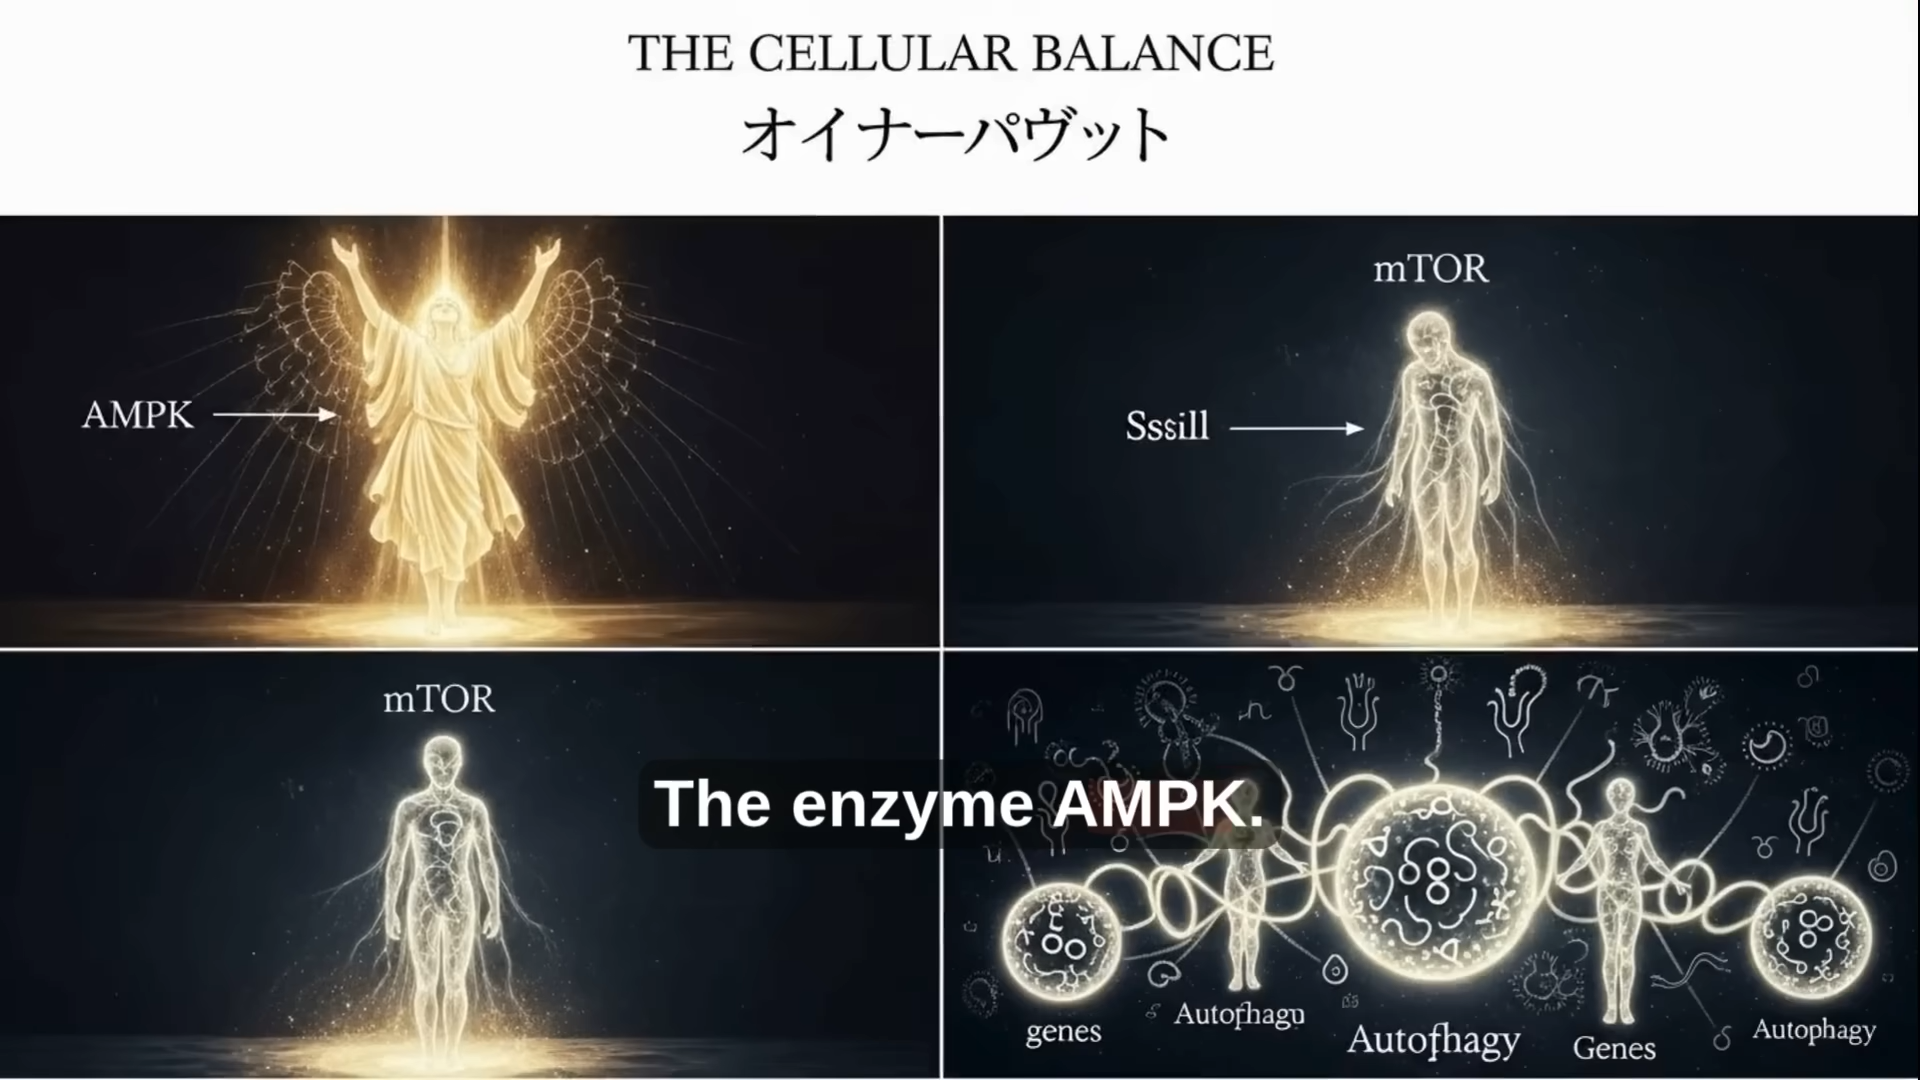 THE CELLULAR BALANCE
オイナーパヴット
AMPK
mTOR
Sssill
mTOR
The enzyme AMPK.
genes
Autofhagu
Autofhagy
Genes
Autophagy